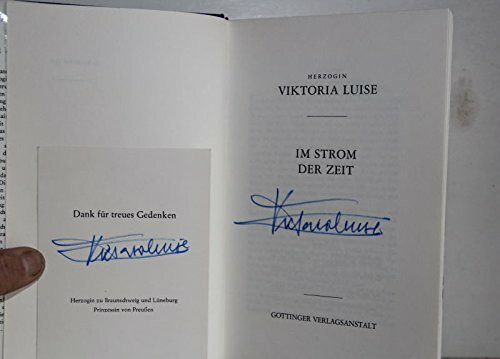 Dank für treues Gedenken
Viktoria Luise
Herzogin zu Braunschweig und Lüneburg
Prinzessin von Preußen
HERZOGIN
VIKTORIA LUISE
IM STROM
DER ZEIT
Viktoria Luise
GÖTTINGER VERLAGSANSTALT